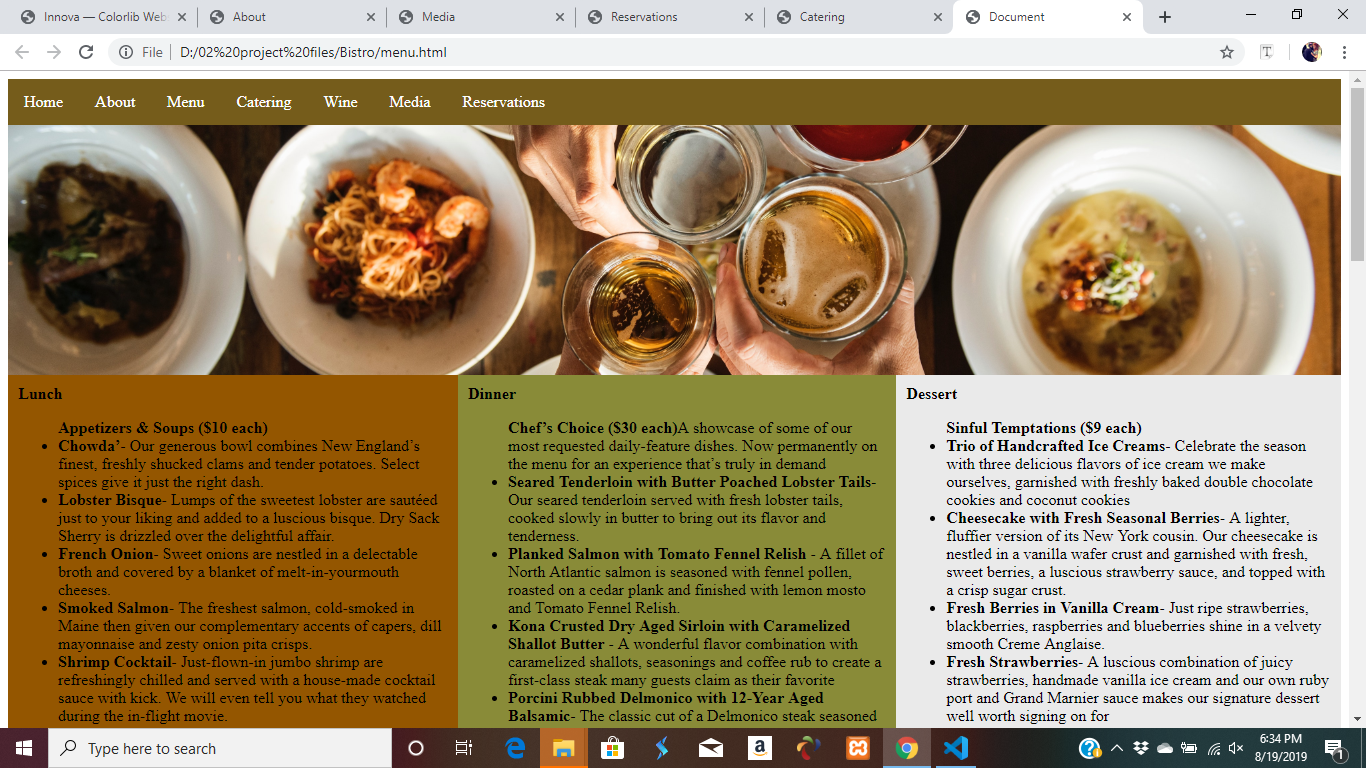 Innova — Colorlib Web
About
Media
Reservations
Catering
Document
File
D:/02%20project%20files/Bistro/menu.html
Home About Menu Catering Wine Media Reservations
Lunch
Appetizers & Soups ($10 each)
Chowda’- Our generous bowl combines New England’s
finest, freshly shucked clams and tender potatoes. Select
spices give it just the right dash.
Lobster Bisque- Lumps of the sweetest lobster are sautéed
just to your liking and added to a luscious bisque. Dry Sack
Sherry is drizzled over the delightful affair.
French Onion- Sweet onions are nestled in a delectable
broth and covered by a blanket of melt-in-yourmouth
cheeses.
Smoked Salmon- The freshest salmon, cold-smoked in
Maine then given our complementary accents of capers, dill
mayonnaise and zesty onion pita crisps.
Shrimp Cocktail- Just-flown-in jumbo shrimp are
refreshingly chilled and served with a house-made cocktail
sauce with kick. We will even tell you what they watched
during the in-flight movie.
Dinner
Chef’s Choice ($30 each)A showcase of some of our
most requested daily-feature dishes. Now permanently on
the menu for an experience that’s truly in demand
Seared Tenderloin with Butter Poached Lobster Tails-
Our seared tenderloin served with fresh lobster tails,
cooked slowly in butter to bring out its flavor and
tenderness.
Planked Salmon with Tomato Fennel Relish - A fillet of
North Atlantic salmon is seasoned with fennel pollen,
roasted on a cedar plank and finished with lemon mosto
and Tomato Fennel Relish.
Kona Crusted Dry Aged Sirloin with Caramelized
Shallot Butter - A wonderful flavor combination with
caramelized shallots, seasonings and coffee rub to create a
first-class steak many guests claim as their favorite
Porcini Rubbed Delmonico with 12-Year Aged
Balsamic- The classic cut of a Delmonico steak seasoned
Dessert
Sinful Temptations ($9 each)
Trio of Handcrafted Ice Creams- Celebrate the season
with three delicious flavors of ice cream we make
ourselves, garnished with freshly baked double chocolate
cookies and coconut cookies
Cheesecake with Fresh Seasonal Berries- A lighter,
fluffier version of its New York cousin. Our cheesecake is
nestled in a vanilla wafer crust and garnished with fresh,
sweet berries, a luscious strawberry sauce, and topped with
a crisp sugar crust.
Fresh Berries in Vanilla Cream- Just ripe strawberries,
blackberries, raspberries and blueberries shine in a velvety
smooth Creme Anglaise.
Fresh Strawberries- A luscious combination of juicy
strawberries, handmade vanilla ice cream and our own ruby
port and Grand Marnier sauce makes our signature dessert
well worth signing on for
Type here to search
6:34 PM
8/19/2019
1